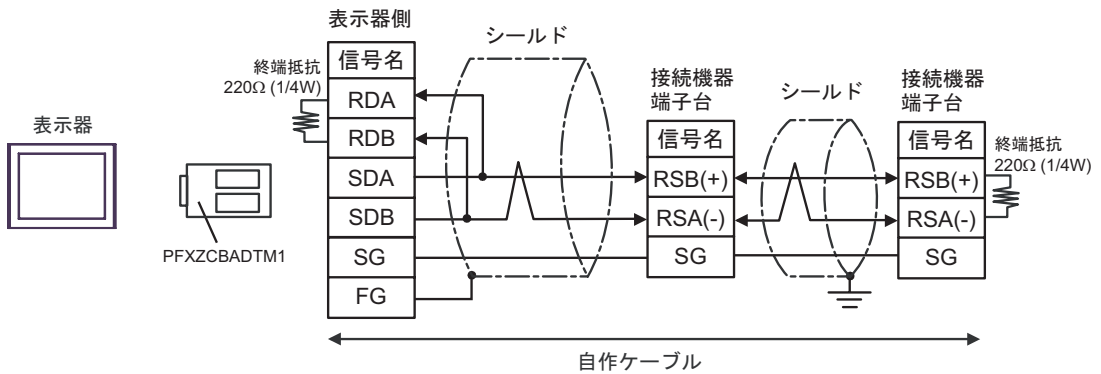 表示器
PFXZCBADTM1
表示器側
終端抵抗
220Ω (1/4W)
信号名
RDA
RDB
SDA
SDB
SG
FG
シールド
接続機器
端子台
信号名
RSB(+)
RSA(-)
SG
シールド
接続機器
端子台
信号名
RSB(+)
RSA(-)
SG
終端抵抗
220Ω (1/4W)
自作ケーブル